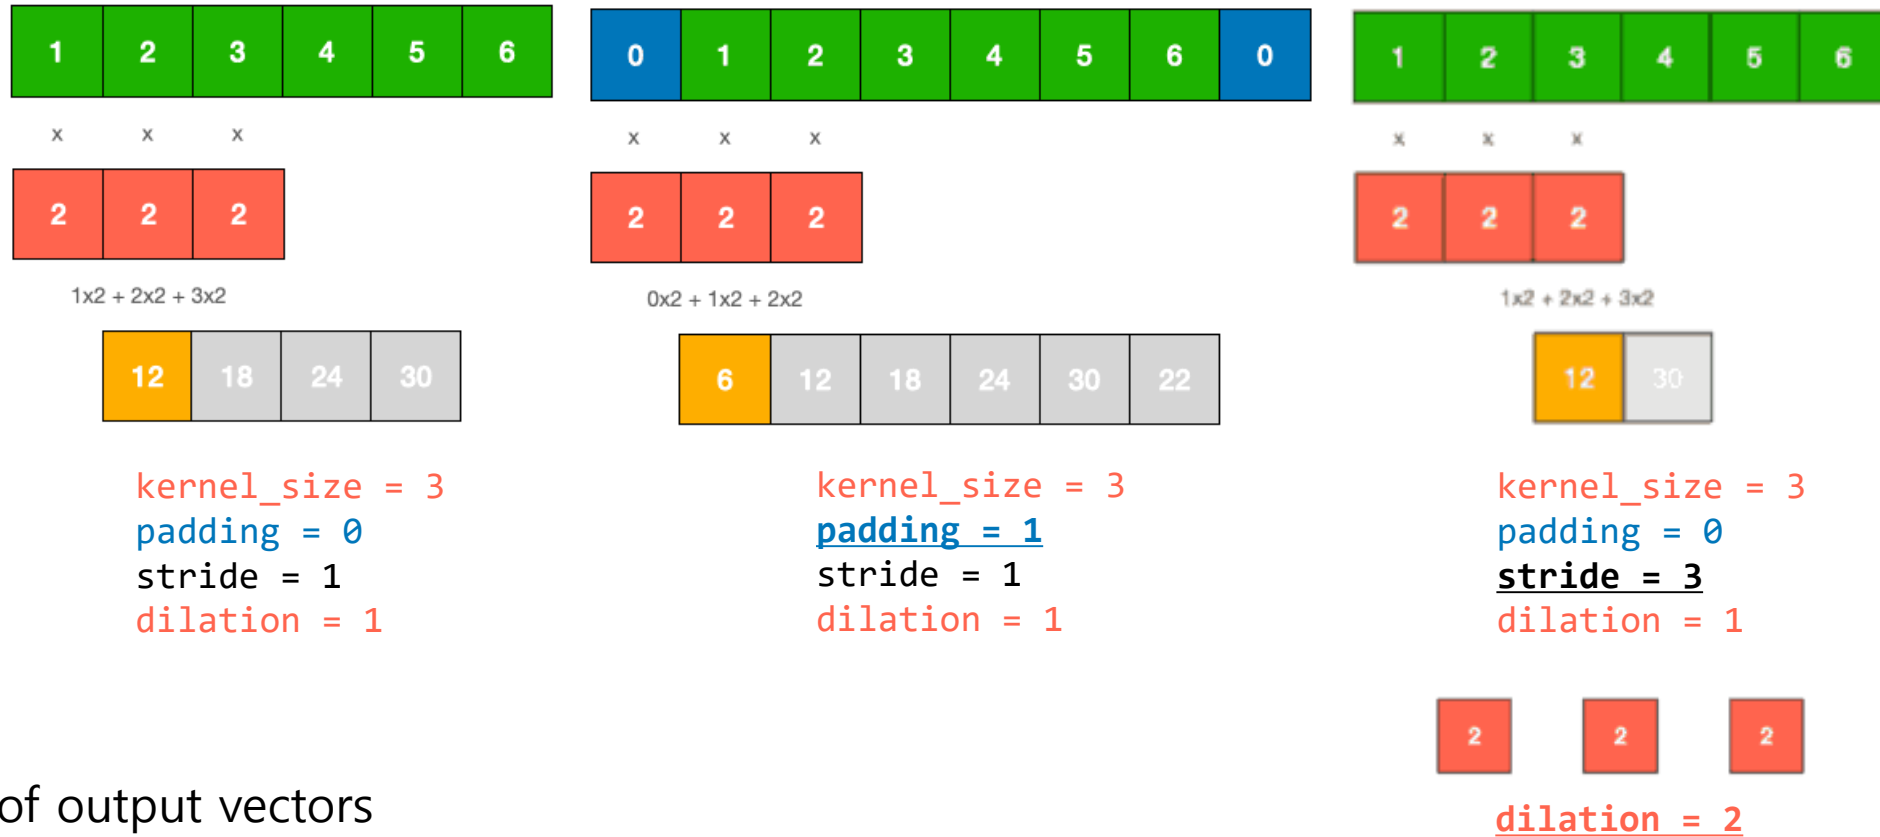 1 2 3 4 5 6
x x x
2 2 2
1x2 + 2x2 + 3x2
12 18 24 30
kernel_size = 3
padding = 0
stride = 1
dilation = 1
0 1 2 3 4 5 6 0
x x x
2 2 2
0x2 + 1x2 + 2x2
6 12 18 24 30 22
kernel_size = 3
padding = 1
stride = 1
dilation = 1
1 2 3 4 5 6
x x x
2 2 2
1x2 + 2x2 + 3x2
12 30
kernel_size = 3
padding = 0
stride = 3
dilation = 1
2 2 2
dilation = 2
of output vectors